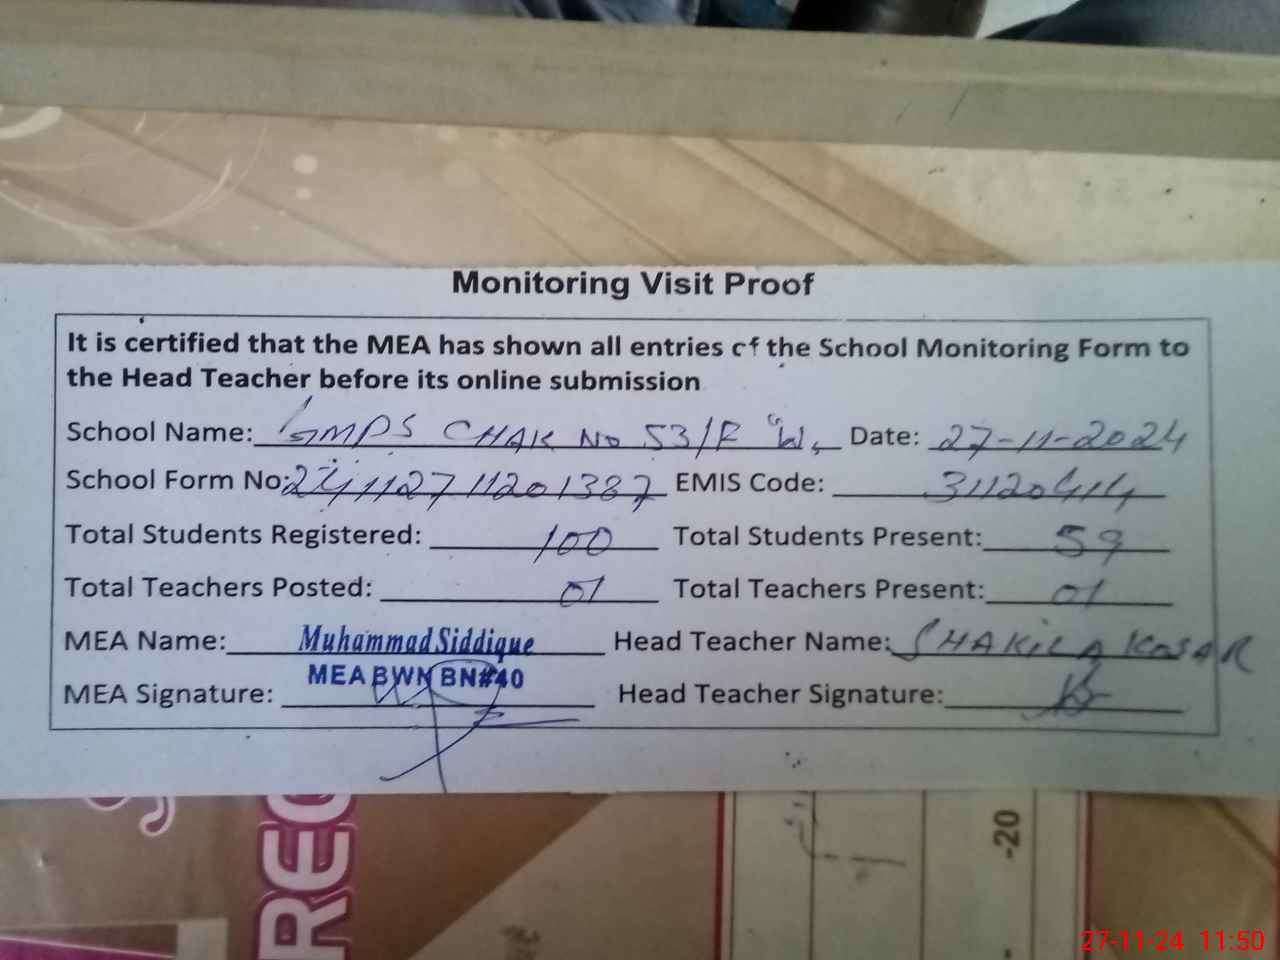 Monitoring Visit Proof
It is certified that the MEA has shown all entries of the School Monitoring Form to
the Head Teacher before its online submission
School Name: GMPS CHAK No 53/F "W" Date: 27-11-2024
School Form No: EMIS Code: 31120414
Total Students Registered: 100 Total Students Present: 59
Total Teachers Posted: 01 Total Teachers Present: 01
MEA Name: Muhammad Siddique Head Teacher Name: SHAKILA KOSAR
MEA BWN BN#40
MEA Signature: Head Teacher Signature:
REC
-20
27-11-24 11:50